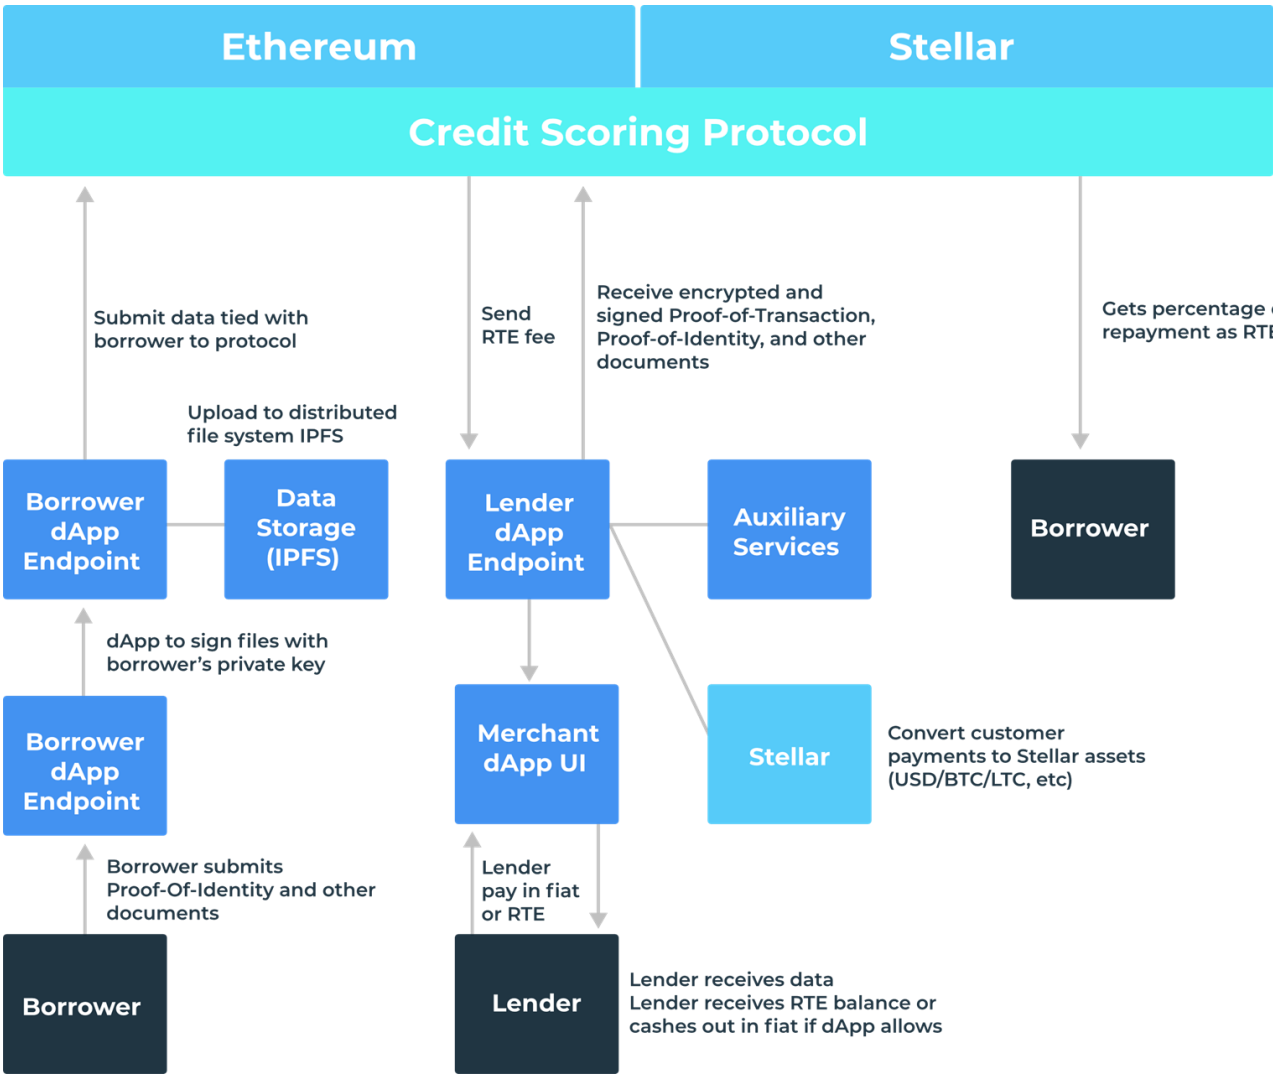 Ethereum
Stellar
Credit Scoring Protocol
Submit data tied with
borrower to protocol
Send
RTE fee
Receive encrypted and
signed Proof-of-Transaction,
Proof-of-Identity, and other
documents
Gets percentage
repayment as RTE
Upload to distributed
file system IPFS
Borrower
dApp
Endpoint
Data
Storage
(IPFS)
Lender
dApp
Endpoint
Auxiliary
Services
Borrower
dApp to sign files with
borrower’s private key
Borrower
dApp
Endpoint
Merchant
dApp UI
Stellar
Convert customer
payments to Stellar assets
(USD/BTC/LTC, etc)
Borrower submits
Proof-Of-Identity and other
documents
Lender
pay in fiat
or RTE
Borrower
Lender
Lender receives data
Lender receives RTE balance or
cashes out in fiat if dApp allows